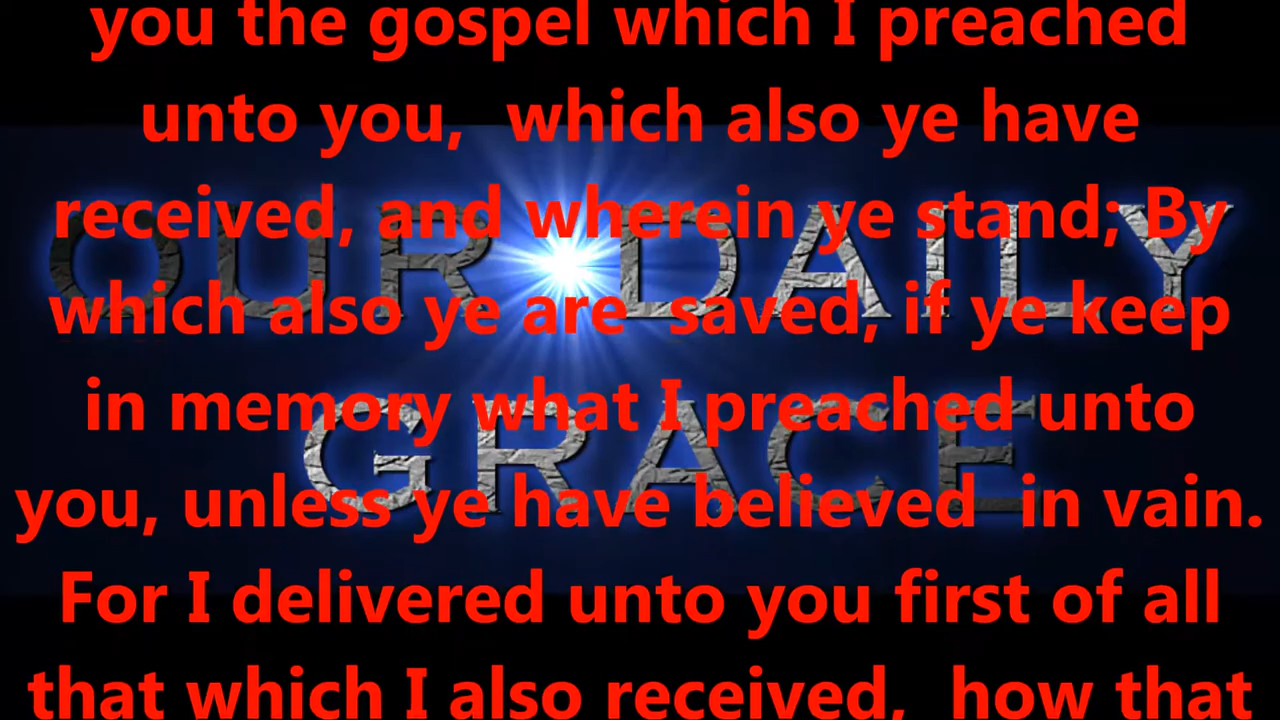 you the gospel which I preached
unto you,  which also ye have
received, and wherein ye stand; By
OUR DAILY
which also ye are  saved, if ye keep
in memory what I preached unto
GRACE
you, unless ye have believed  in vain.
For I delivered unto you first of all
that which I also received,  how that